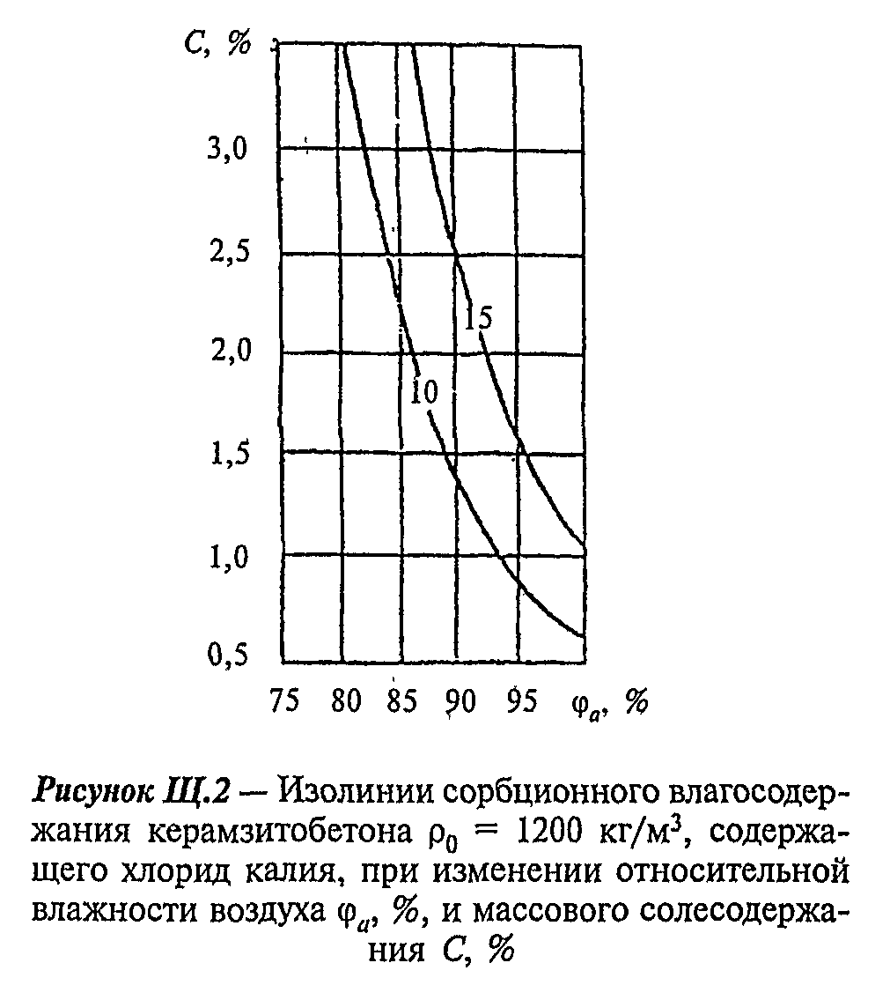 C, %
3,0
2,5
15
2,0
10
1,5
1,0
0,5
75 80 85 90 95 φa, %
Рисунок Щ.2 — Изолинии сорбционного влагосодер-
жания керамзитобетона ρ0 = 1200 кг/м³, содержа-
щего хлорид калия, при изменении относительной
влажности воздуха φa, %, и массового солесодержа-
ния C, %